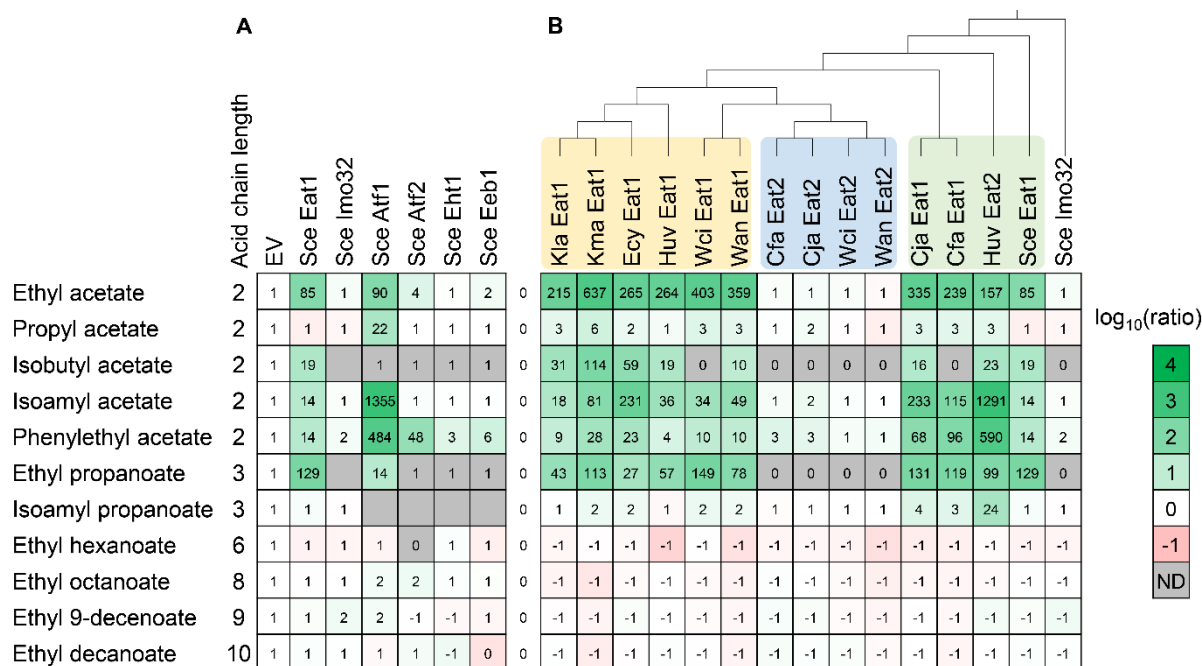 A B
Acid chain length EV Sce Eat1 Sce Imo32 Sce Atf1 Sce Atf2 Sce Eht1 Sce Eeb1 Kla Eat1 Kma Eat1 Ecy Eat1 Huv Eat1 Wci Eat1 Wan Eat1 Cfa Eat2 Cja Eat2 Wci Eat2 Wan Eat2 Cja Eat1 Cfa Eat1 Huv Eat2 Sce Eat1 Sce Imo32
Ethyl acetate 2 1 85 1 90 4 1 2 0 215 637 265 264 403 359 1 1 1 1 335 239 157 85 1
Propyl acetate 2 1 1 1 22 1 1 1 0 3 6 2 1 3 3 1 2 1 1 3 3 3 1 1
Isobutyl acetate 2 1 19 1 1 1 1 0 31 114 59 19 0 10 0 0 0 0 16 0 23 19 0
Isoamyl acetate 2 1 14 1 1355 1 1 1 0 18 81 231 36 34 49 1 2 1 1 233 115 1291 14 1
Phenylethyl acetate 2 1 14 2 484 48 3 6 0 9 28 23 4 10 10 3 3 1 1 68 96 590 14 2
Ethyl propanoate 3 1 129 14 1 1 1 0 43 113 27 57 149 78 0 0 0 0 131 119 99 129 0
Isoamyl propanoate 3 1 1 1 0 1 2 2 1 2 2 1 1 1 1 4 3 24 1 1
Ethyl hexanoate 6 1 1 1 1 0 1 1 0 -1 -1 -1 -1 -1 -1 -1 -1 -1 -1 -1 -1 -1 -1 -1
Ethyl octanoate 8 1 1 1 2 2 1 1 0 -1 -1 -1 -1 -1 -1 -1 -1 -1 -1 -1 -1 -1 -1 -1
Ethyl 9-decenoate 9 1 1 2 2 -1 -1 1 0 -1 -1 -1 -1 -1 -1 -1 -1 -1 -1 -1 -1 -1 -1 -1
Ethyl decanoate 10 1 1 1 1 1 -1 0 0 -1 -1 -1 -1 -1 -1 -1 -1 -1 -1 -1 -1 -1 -1 -1
log10(ratio)
4
3
2
1
0
-1
ND